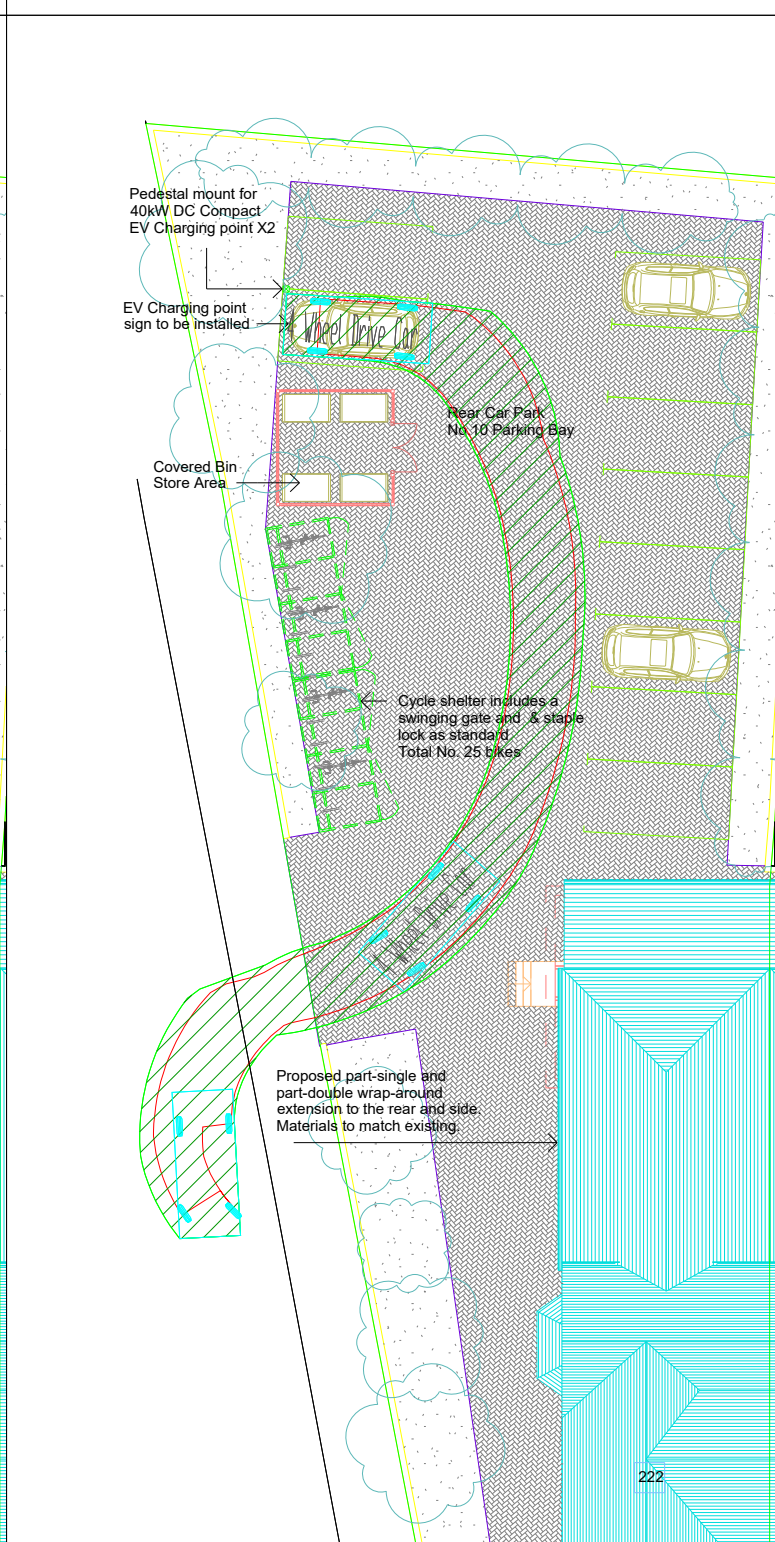 Pedestal mount for
40kW DC Compact
EV Charging point X2
EV Charging point
sign to be installed
4 Wheel Drive Car
Rear Car Park
No.10 Parking Bay
Covered Bin
Store Area
Cycle shelter includes a
swinging gate and & staple
lock as standard
Total No. 25 bikes
4 Wheel Drive Car
Proposed part-single and
part-double wrap-around
extension to the rear and side.
Materials to match existing.
222